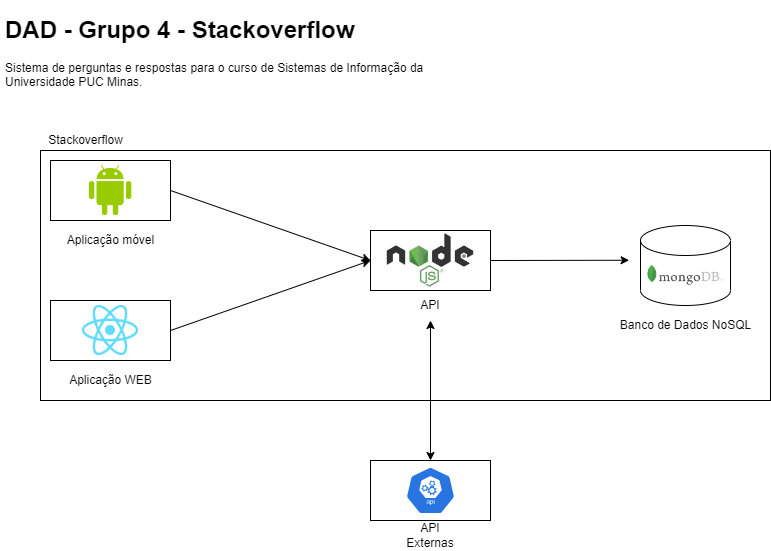 DAD - Grupo 4 - Stackoverflow
Sistema de perguntas e respostas para o curso de Sistemas de Informação da
Universidade PUC Minas.
Stackoverflow
Aplicação móvel
node
JS
API
mongoDB.
Banco de Dados NoSQL
Aplicação WEB
api
API
Externas